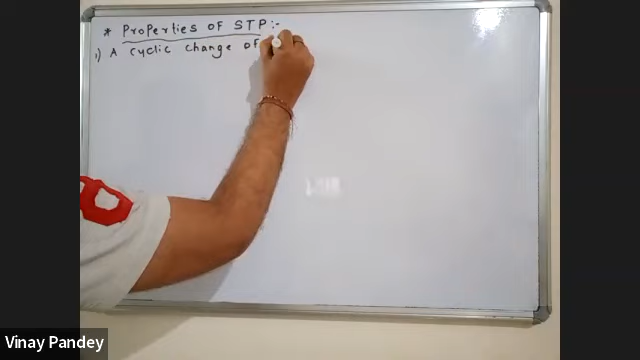 * Properties of STP :-
1) A cyclic change of
Vinay Pandey